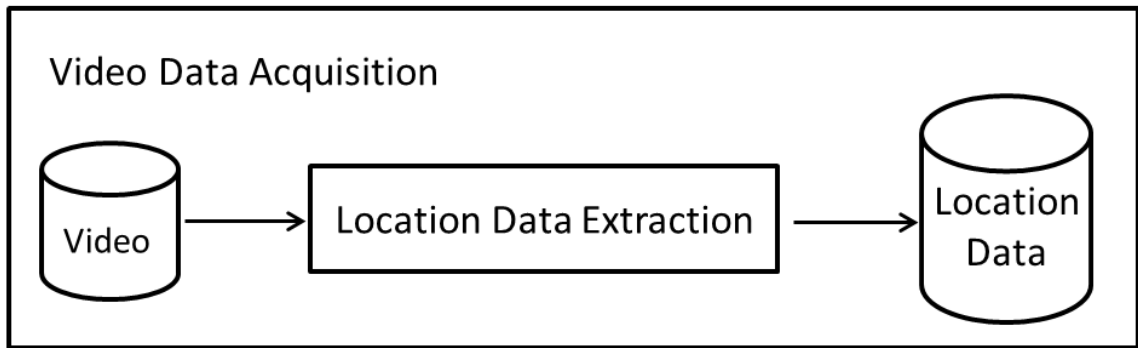 Video Data Acquisition
Video
Location Data Extraction
Location
Data